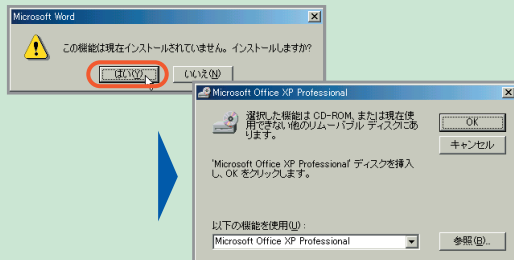 Microsoft Word
この機能は現在インストールされていません。インストールしますか?
はい(Y)
いいえ(N)
Microsoft Office XP Professional
選択した機能は CD-ROM、または現在使
用できない他のリムーバブル ディスクにあ
ります。
OK
キャンセル
'Microsoft Office XP Professional' ディスクを挿入
し、OK をクリックします。
以下の機能を使用(U):
Microsoft Office XP Professional
参照(B)...